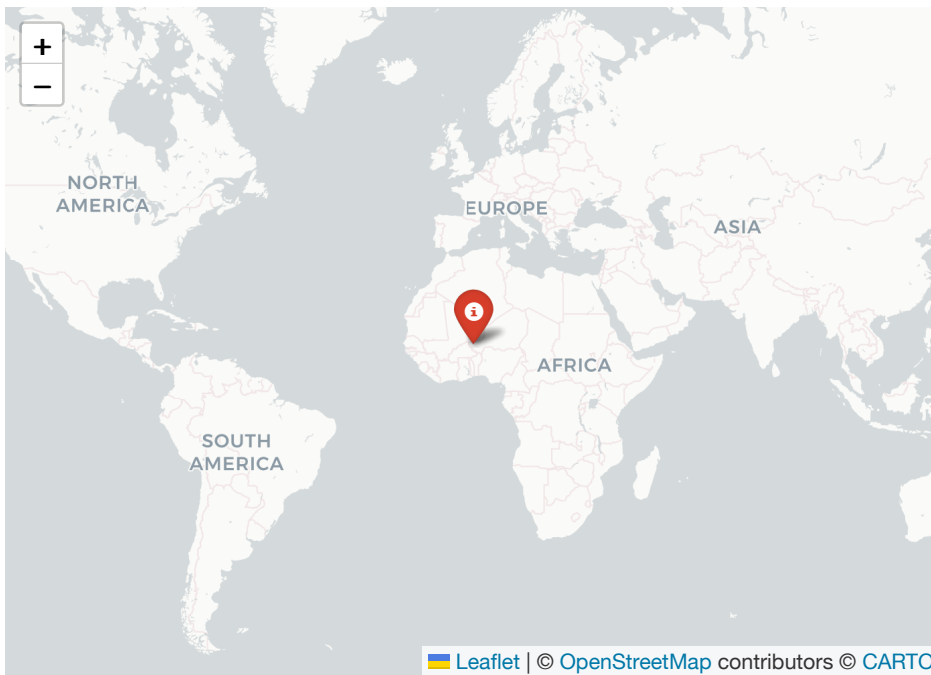 +
−
NORTH
AMERICA
EUROPE
ASIA
i
AFRICA
SOUTH
AMERICA
Leaflet | © OpenStreetMap contributors © CARTO